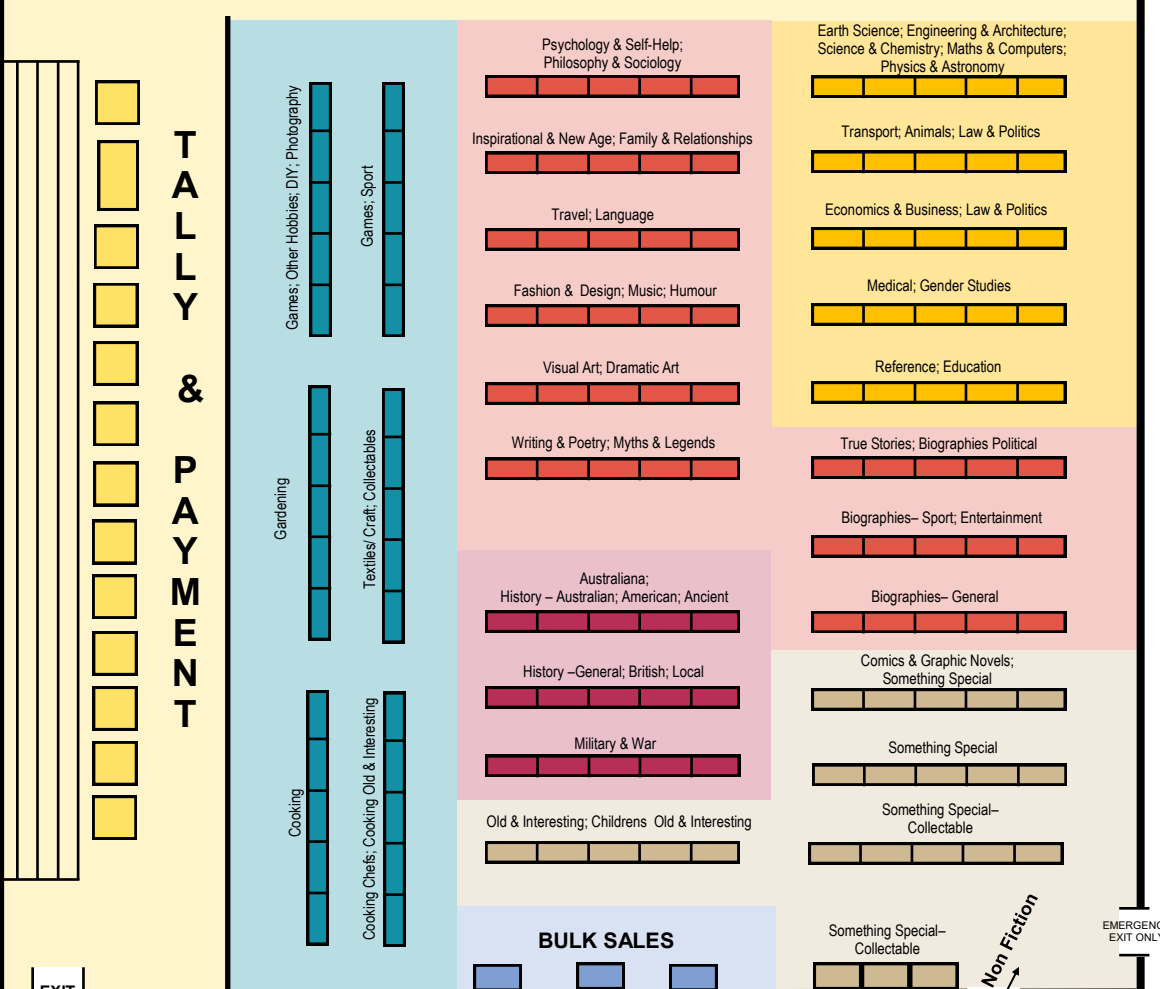 TALLY & PAYMENT
Games; Other Hobbies; DIY; Photography
Games; Sport
Gardening
Textiles/ Craft; Collectables
Cooking
Cooking Chefs; Cooking Old & Interesting
Psychology & Self-Help;
Philosophy & Sociology
Inspirational & New Age; Family & Relationships
Travel; Language
Fashion &  Design; Music; Humour
Visual Art; Dramatic Art
Writing & Poetry; Myths & Legends
Australiana;
History – Australian; American; Ancient
History –General; British; Local
Military & War
Old & Interesting; Childrens  Old & Interesting
BULK SALES
Earth Science; Engineering & Architecture;
Science & Chemistry; Maths & Computers;
Physics & Astronomy
Transport; Animals; Law & Politics
Economics & Business; Law & Politics
Medical; Gender Studies
Reference; Education
True Stories; Biographies Political
Biographies– Sport; Entertainment
Biographies– General
Comics & Graphic Novels;
Something Special
Something Special
Something Special–
Collectable
Something Special–
Collectable
Non Fiction
EMERGENC
EXIT ONLY
EXIT